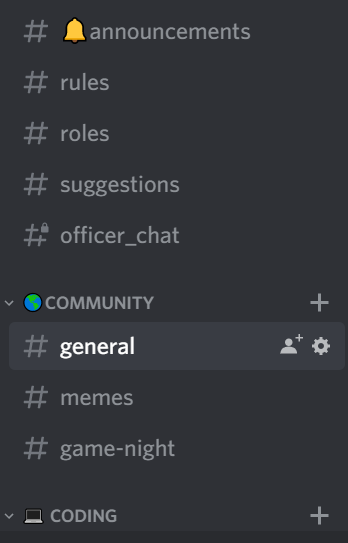 # 🔔announcements
# rules
# roles
# suggestions
# officer_chat
🌎COMMUNITY +
# general
# memes
# game-night
💻 CODING +